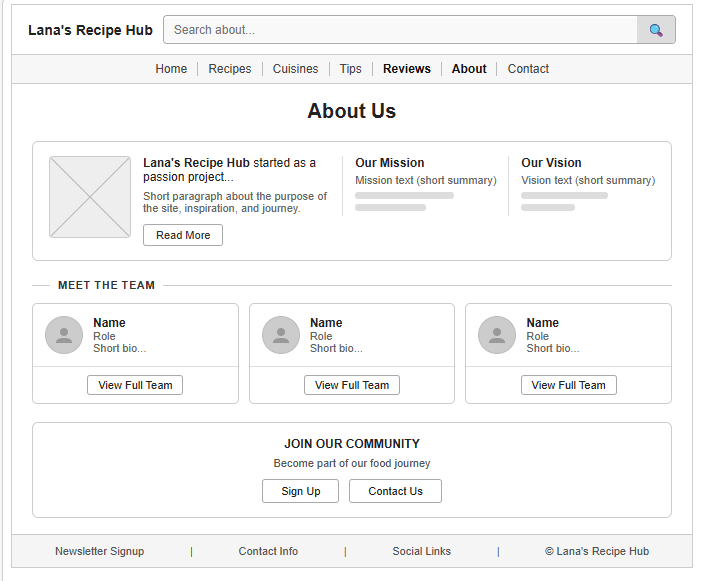 Lana's Recipe Hub
Search about...
Home
Recipes
Cuisines
Tips
Reviews
About
Contact
About Us
Lana's Recipe Hub started as a
passion project...
Short paragraph about the purpose of
the site, inspiration, and journey.
Read More
Our Mission
Mission text (short summary)
Our Vision
Vision text (short summary)
MEET THE TEAM
Name
Role
Short bio...
View Full Team
Name
Role
Short bio...
View Full Team
Name
Role
Short bio...
View Full Team
JOIN OUR COMMUNITY
Become part of our food journey
Sign Up
Contact Us
Newsletter Signup | Contact Info | Social Links | © Lana's Recipe Hub